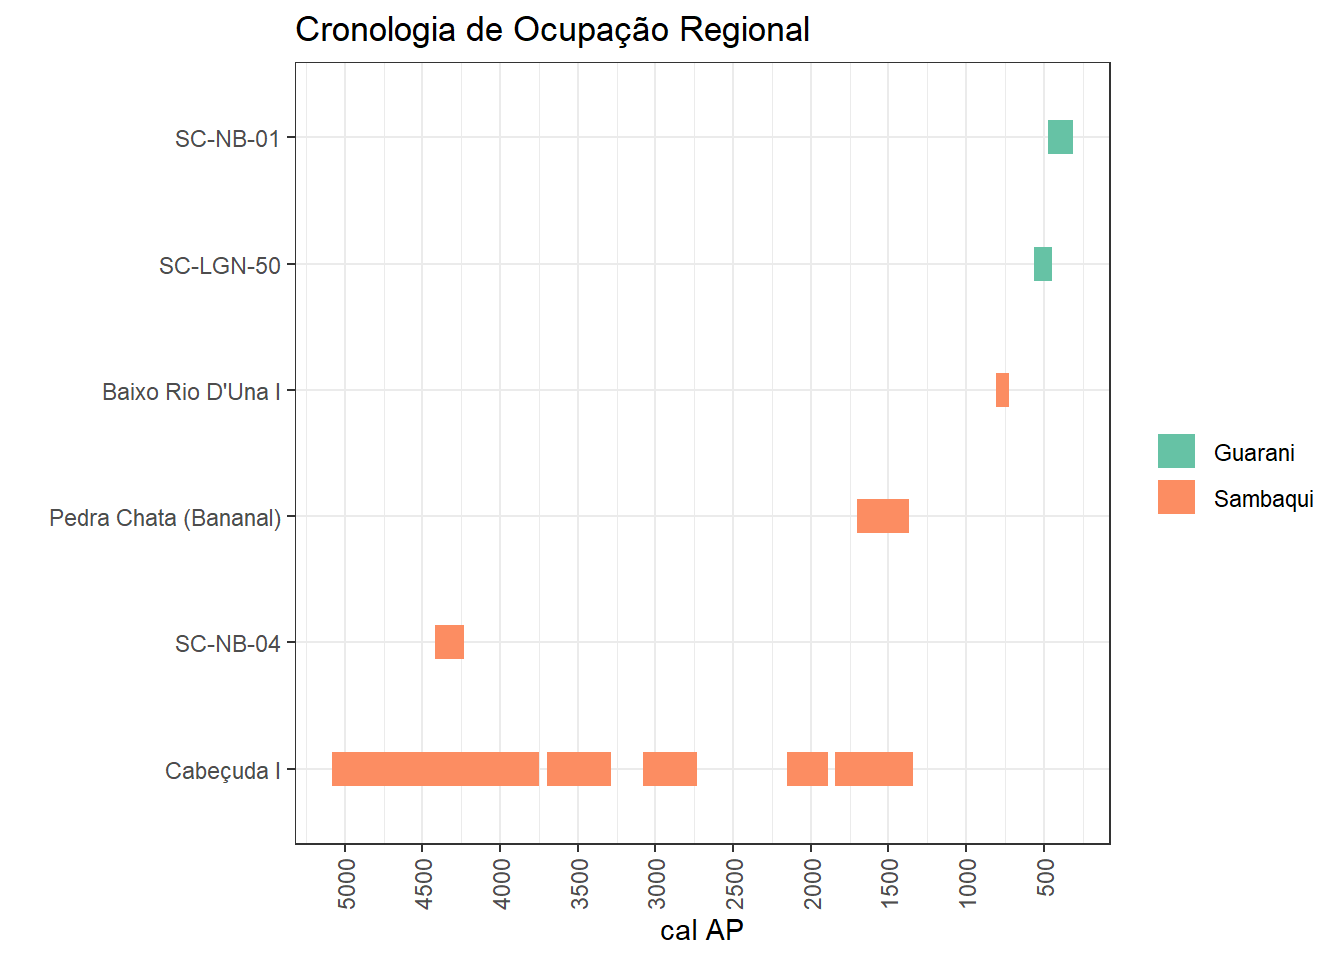 Cronologia de Ocupação Regional
SC-NB-01
SC-LGN-50
Baixo Rio D'Una I
Pedra Chata (Bananal)
SC-NB-04
Cabeçuda I
5000
4500
4000
3500
3000
2500
2000
1500
1000
500
cal AP
Guarani
Sambaqui